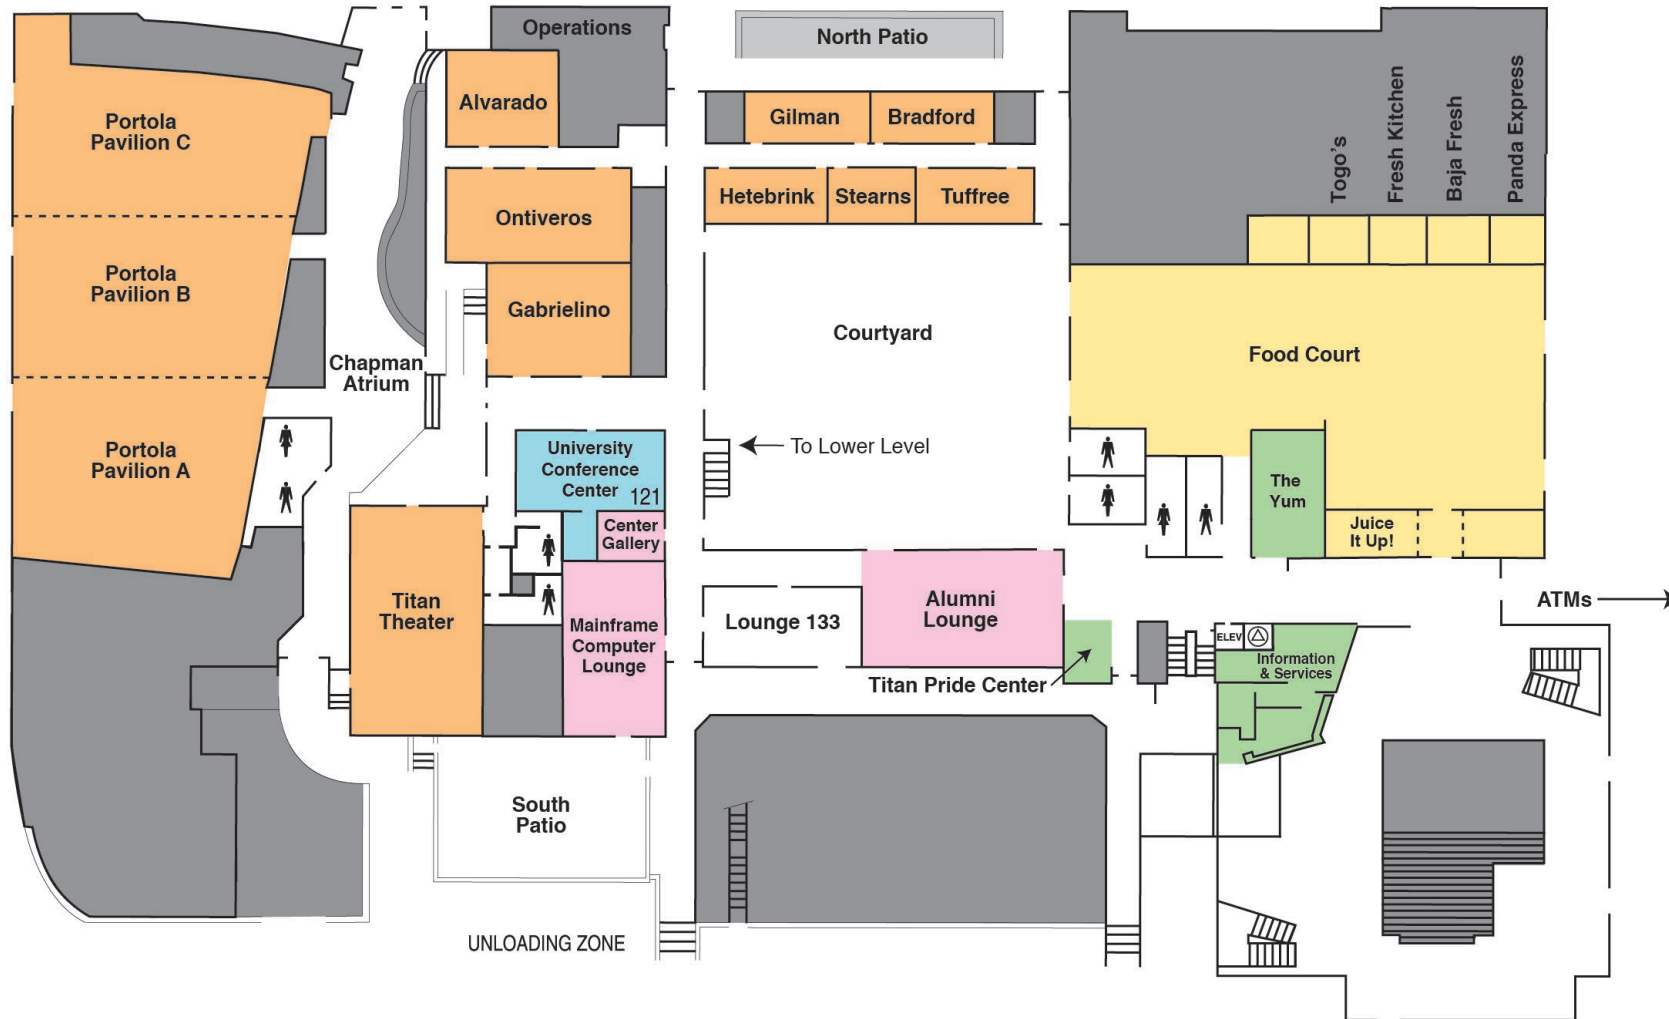 Operations
North Patio
Alvarado
Gilman
Bradford
Portola
Pavilion C
Togo's
Fresh Kitchen
Baja Fresh
Panda Express
Hetebrink
Stearns
Tuffree
Ontiveros
Portola
Pavilion B
Gabrielino
Courtyard
Food Court
Chapman
Atrium
Portola
Pavilion A
University
Conference
Center
121
To Lower Level
The
Yum
Center
Gallery
Juice
It Up!
Titan
Theater
Mainframe
Computer
Lounge
Lounge 133
Alumni
Lounge
ATMs
ELEV
Information
& Services
Titan Pride Center
South
Patio
UNLOADING ZONE